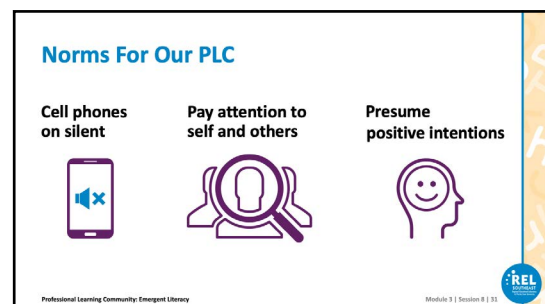 Norms For Our PLC
Cell phones
on silent
Pay attention to
self and others
Presume
positive intentions
Professional Learning Community: Emergent Literacy
Module 3 | Session 8 | 31
REL
SOUTHEAST